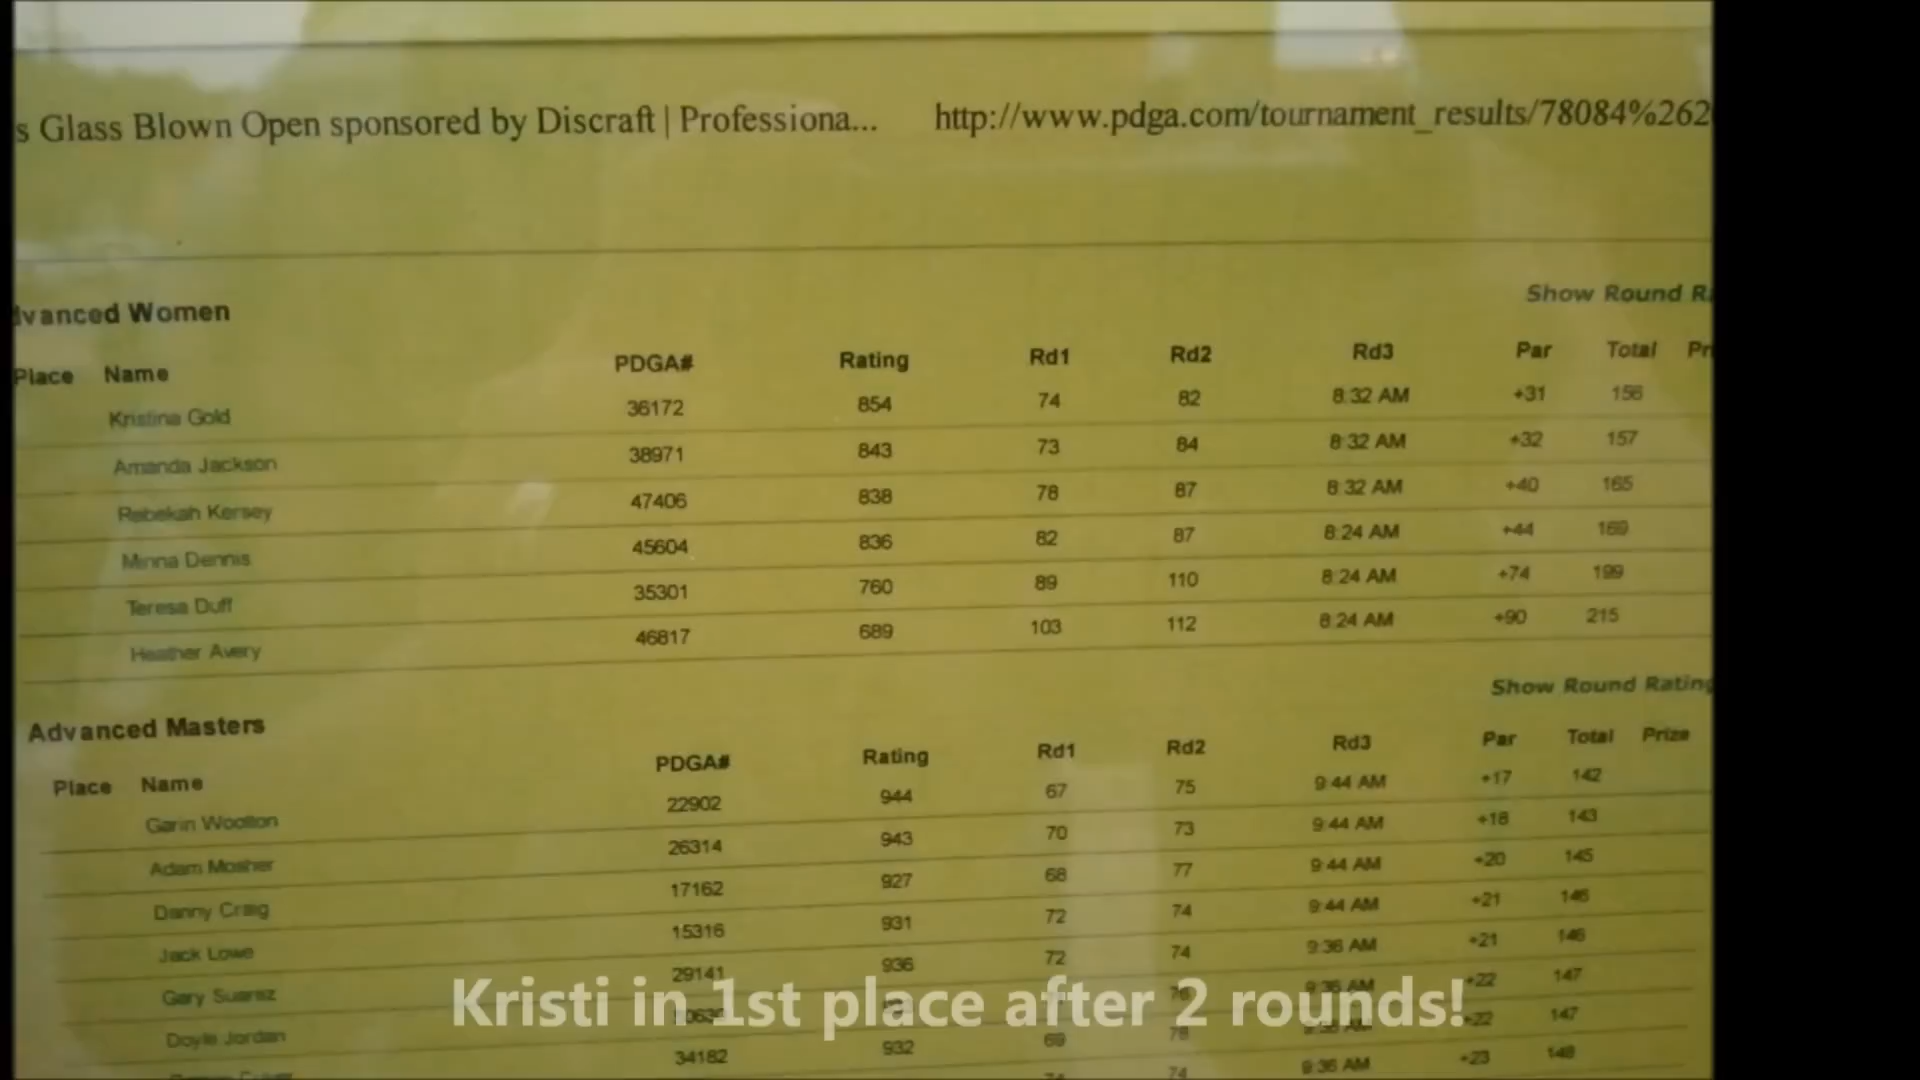 s Glass Blown Open sponsored by Discraft | Professiona... http://www.pdga.com/tournament_results/78084%262
dvanced Women
Show Round Ra
Place Name PDGA# Rating Rd1 Rd2 Rd3 Par Total Pri
Kristina Gold 36172 854 74 82 8:32 AM +31 156
Amanda Jackson 38971 843 73 84 8:32 AM +32 157
Rebekah Kersey 47406 838 78 87 8:32 AM +40 165
Minna Dennis 45604 836 82 87 8:24 AM +44 169
Teresa Duff 35301 760 89 110 8:24 AM +74 199
Heather Avery 46817 689 103 112 8:24 AM +90 215
Show Round Rating
Advanced Masters
Place Name PDGA# Rating Rd1 Rd2 Rd3 Par Total Prize
Garin Wootton 22902 944 67 75 9:44 AM +17 142
Adam Mosher 26314 943 70 73 9:44 AM +18 143
Danny Craig 17162 927 68 77 9:44 AM +20 145
Jack Lowe 15316 931 72 74 9:44 AM +21 146
Gary Suarez 29141 936 72 74 9:36 AM +21 146
Doyle Jordan 9:36 AM +22 147
34182 932 69 78 9:36 AM +22 147
74 74 9:36 AM +23 148
Kristi in 1st place after 2 rounds!